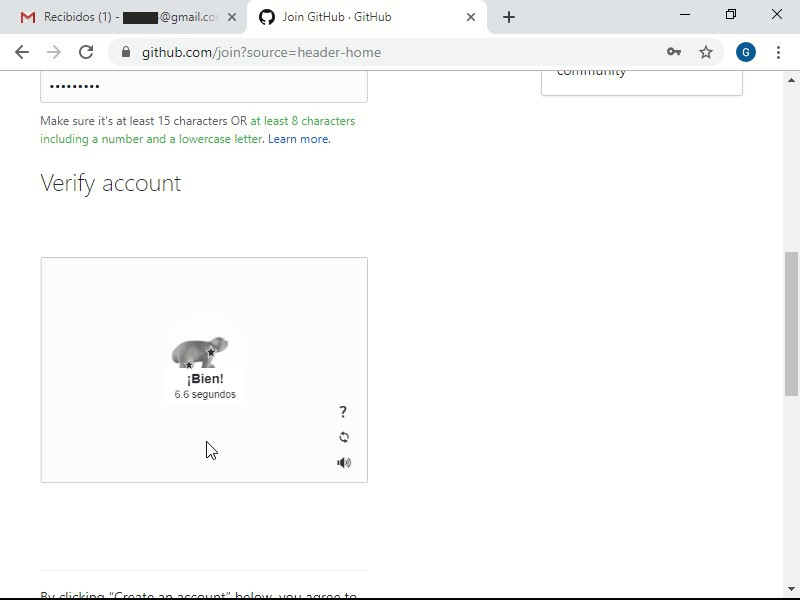 Recibidos (1) - @gmail.co
Join GitHub · GitHub
github.com/join?source=header-home
G
•••••••••
community
Make sure it's at least 15 characters OR at least 8 characters
including a number and a lowercase letter. Learn more.
Verify account
¡Bien!
6.6 segundos
?
By clicking “Create an account” below, you agree to